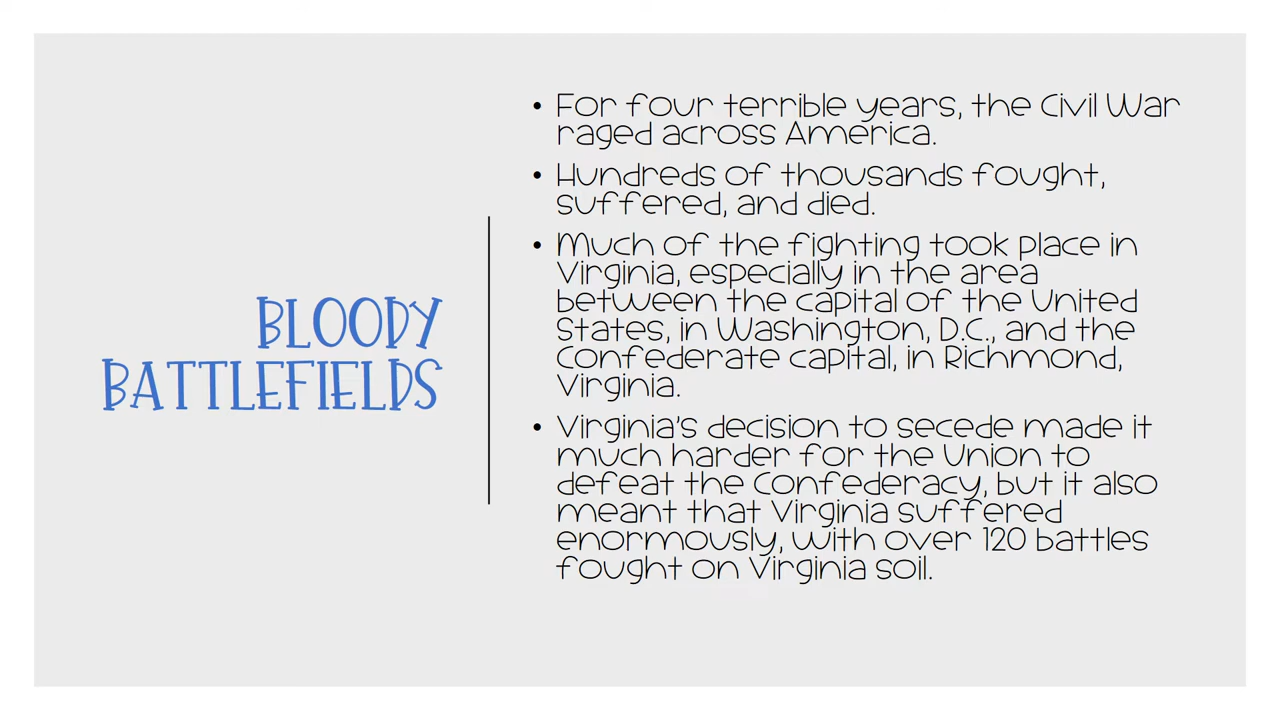 BLOODY
BATTLEFIELDS
• For four terrible years, the Civil War
raged across America.
• Hundreds of thousands fought,
suffered, and died.
• Much of the fighting took place in
Virginia, especially in the area
between the capital of the United
States, in Washington, D.C., and the
Confederate capital, in Richmond,
Virginia.
• Virginia's decision to secede made it
much harder for the Union to
defeat the Confederacy, but it also
meant that Virginia suffered
enormously, with over 120 battles
fought on Virginia soil.